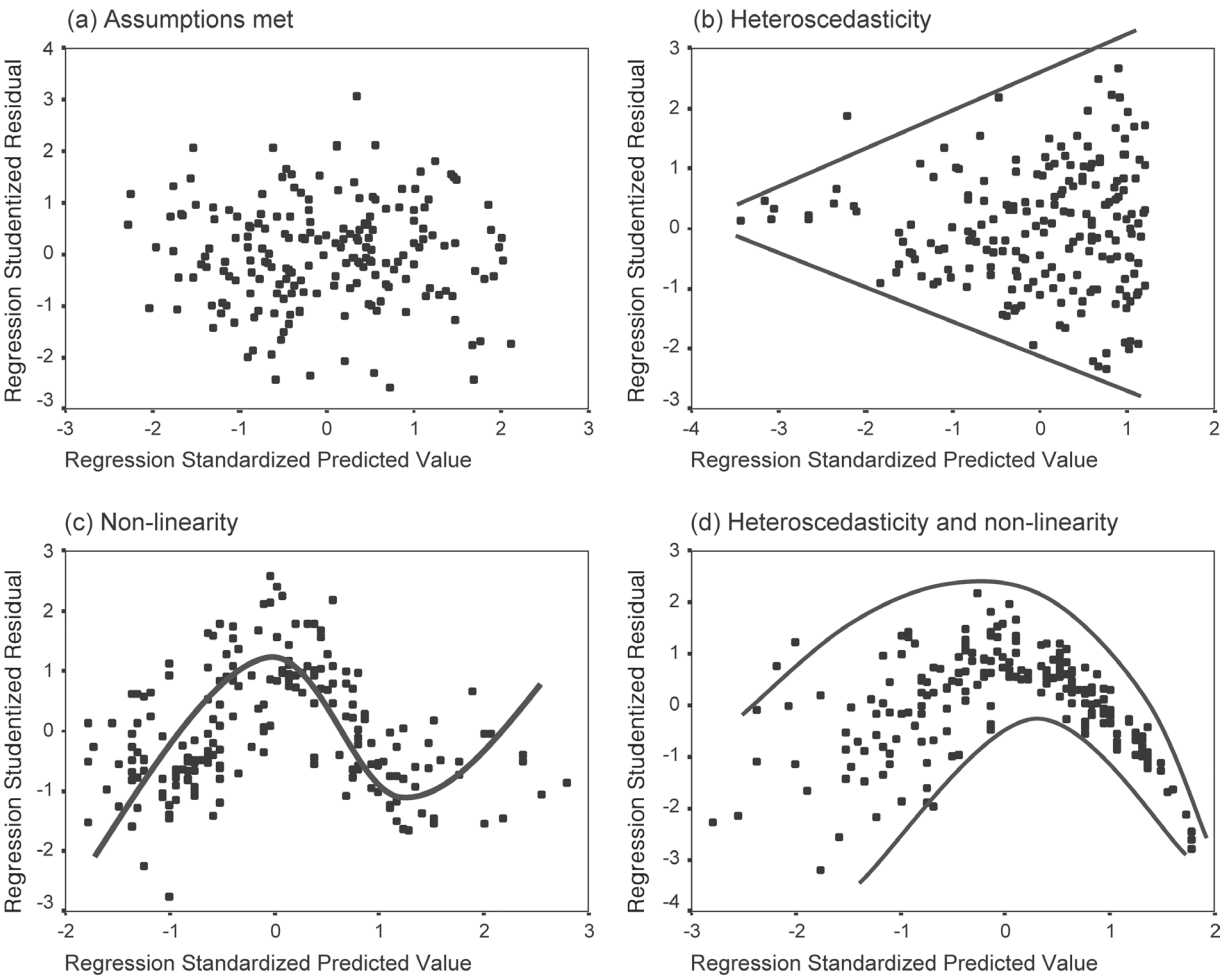 (a) Assumptions met
Regression Studentized Residual
4
3
2
1
0
-1
-2
-3
-3 -2 -1 0 1 2 3
Regression Standardized Predicted Value
(b) Heteroscedasticity
Regression Studentized Residual
3
2
1
0
-1
-2
-3
-4 -3 -2 -1 0 1 2
Regression Standardized Predicted Value
(c) Non-linearity
Regression Studentized Residual
3
2
1
0
-1
-2
-3
-2 -1 0 1 2 3
Regression Standardized Predicted Value
(d) Heteroscedasticity and non-linearity
Regression Studentized Residual
3
2
1
0
-1
-2
-3
-4
-3 -2 -1 0 1 2
Regression Standardized Predicted Value